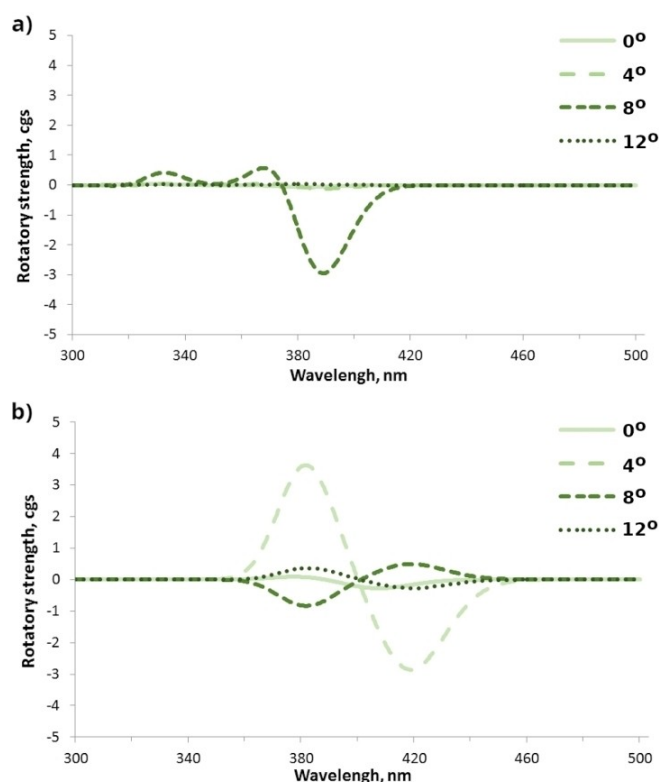 a)
5
4
3
2
1
0
-1
-2
-3
-4
-5
Rotatory strength, cgs
300 340 380 420 460 500
Wavelengh, nm
0º
4º
8º
12º
b)
5
4
3
2
1
0
-1
-2
-3
-4
-5
Rotatory strength, cgs
300 340 380 420 460 500
Wavelength, nm
0º
4º
8º
12º